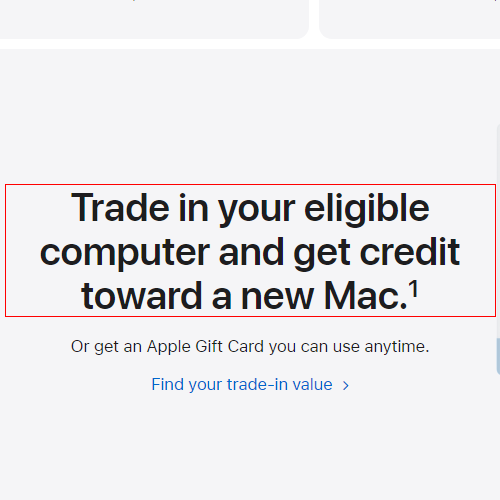 Trade in your eligible
computer and get credit
toward a new Mac.¹
Or get an Apple Gift Card you can use anytime.
Find your trade-in value >